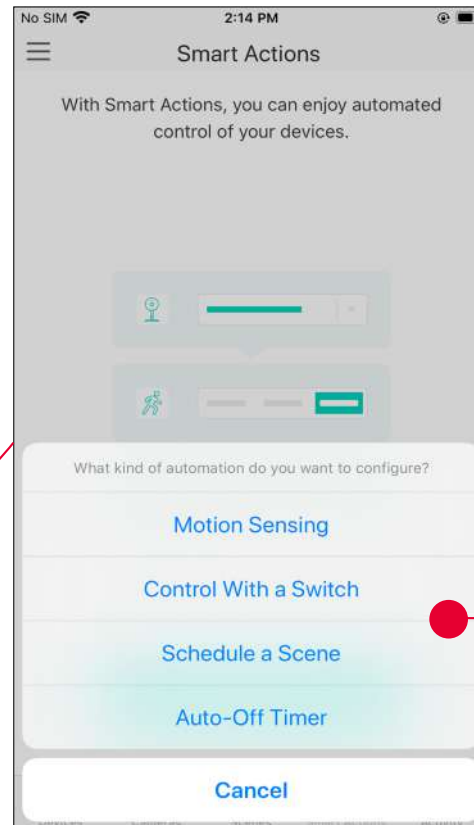 No SIM 2:14 PM
Smart Actions
With Smart Actions, you can enjoy automated
control of your devices.
What kind of automation do you want to configure?
Motion Sensing
Control With a Switch
Schedule a Scene
Auto-Off Timer
Cancel